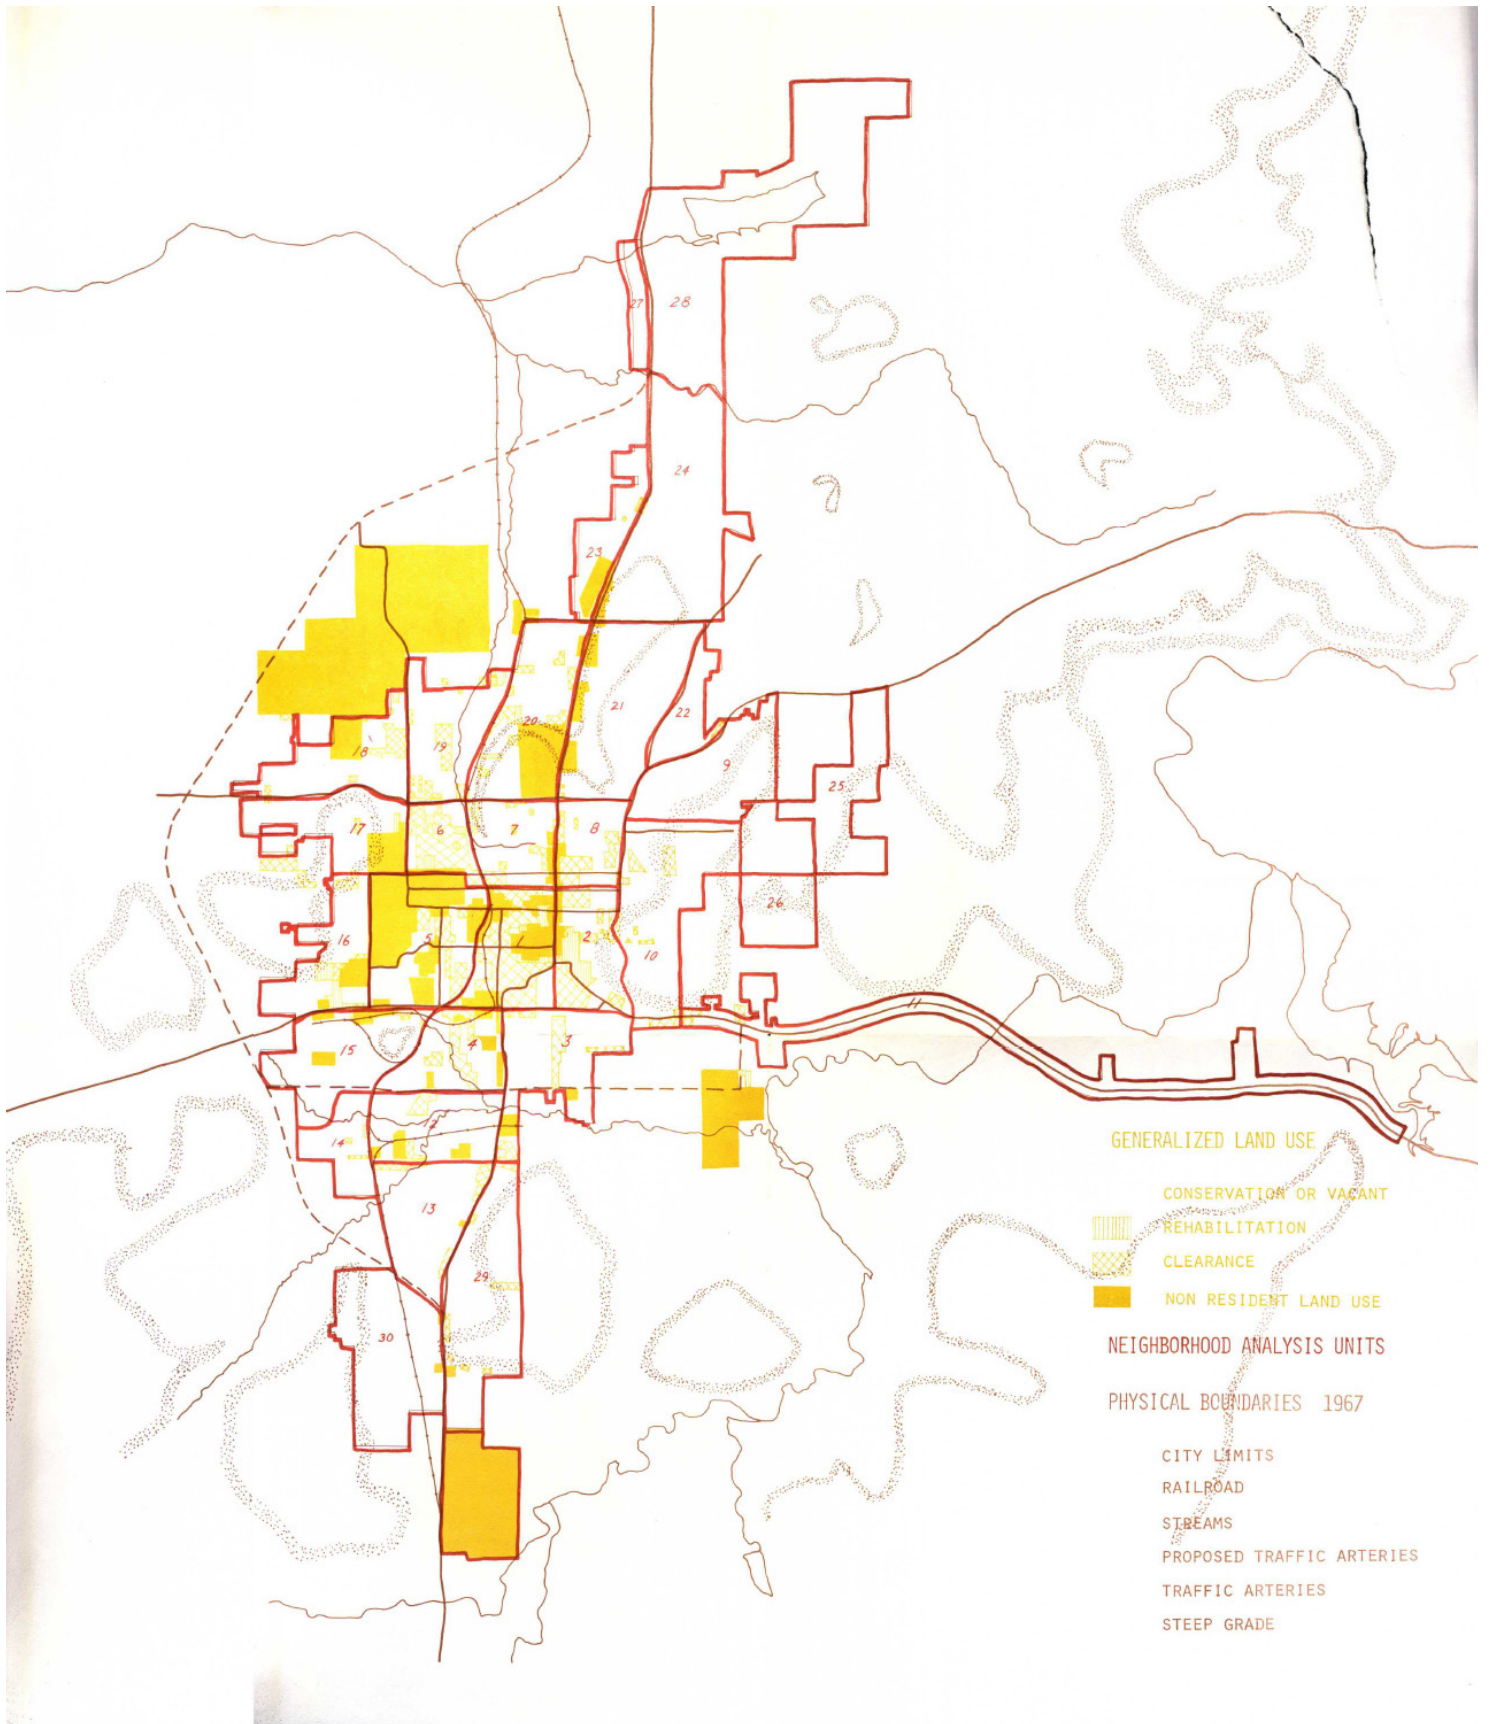 28
27
24
23
21
22
20
19
18
9
25
17
6
7
8
26
16
5
1
2
10
11
15
4
3
12
14
13
29
30
GENERALIZED LAND USE
CONSERVATION OR VACANT
REHABILITATION
CLEARANCE
NON RESIDENT LAND USE
NEIGHBORHOOD ANALYSIS UNITS
PHYSICAL BOUNDARIES 1967
CITY LIMITS
RAILROAD
STREAMS
PROPOSED TRAFFIC ARTERIES
TRAFFIC ARTERIES
STEEP GRADE